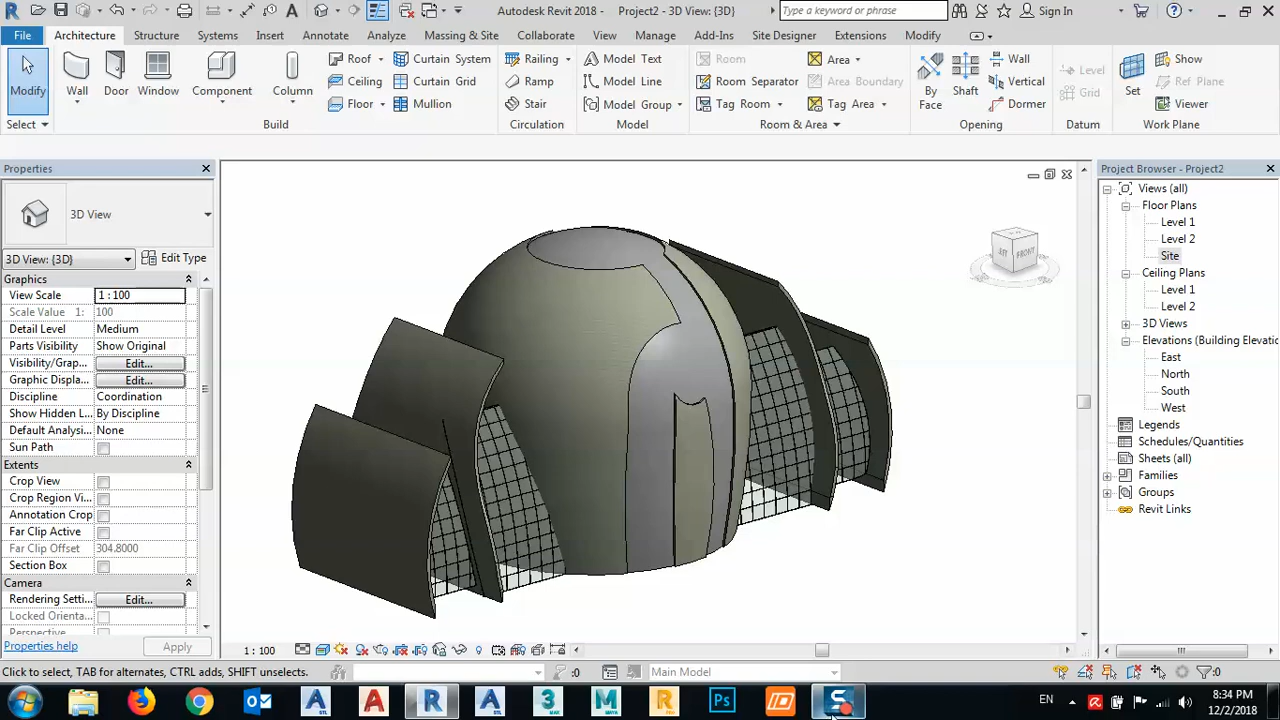 Autodesk Revit 2018 - Project2 - 3D View: {3D}
Type a keyword or phrase
Sign In
File Architecture Structure Systems Insert Annotate Analyze Massing & Site Collaborate View Manage Add-Ins Site Designer Extensions Modify
Modify
Wall
Door
Window
Component
Column
Roof
Ceiling
Floor
Curtain System
Curtain Grid
Mullion
Railing
Ramp
Stair
Model Text
Model Line
Model Group
Room
Room Separator
Tag Room
Area
Area Boundary
Tag Area
By Face
Shaft
Wall
Vertical
Dormer
Level
Grid
Set
Show
Ref Plane
Viewer
Select Build Circulation Model Room & Area Opening Datum Work Plane
Properties
3D View
3D View: {3D} Edit Type
Graphics
View Scale 1 : 100
Scale Value 1: 100
Detail Level Medium
Parts Visibility Show Original
Visibility/Grap... Edit...
Graphic Displa... Edit...
Discipline Coordination
Show Hidden L... By Discipline
Default Analysi... None
Sun Path
Extents
Crop View
Crop Region Vi...
Annotation Crop
Far Clip Active
Far Clip Offset 304.8000
Section Box
Camera
Rendering Setti... Edit...
Locked Orienta...
Perspective
Properties help Apply
LEFT FRONT
Project Browser - Project2
Views (all)
Floor Plans
Level 1
Level 2
Site
Ceiling Plans
Level 1
Level 2
3D Views
Elevations (Building Elevatio
East
North
South
West
Legends
Schedules/Quantities
Sheets (all)
Families
Groups
Revit Links
1 : 100
Click to select, TAB for alternates, CTRL adds, SHIFT unselects.
:0
Main Model
:0
EN
8:34 PM
12/2/2018